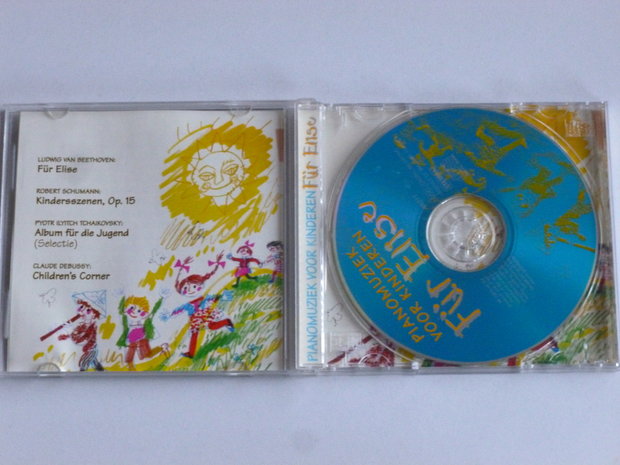 LUDWIG VAN BEETHOVEN:
Für Elise
ROBERT SCHUMANN:
Kindersszenen, Op. 15
PYOTR ILYITCH TCHAIKOVSKY:
Album für die Jugend
(Selectie)
CLAUDE DEBUSSY:
Children's Corner
PIANOMUZIEK VOOR KINDEREN Für Elise
PIANOMUZIEK
VOOR KINDEREN
Für Elise